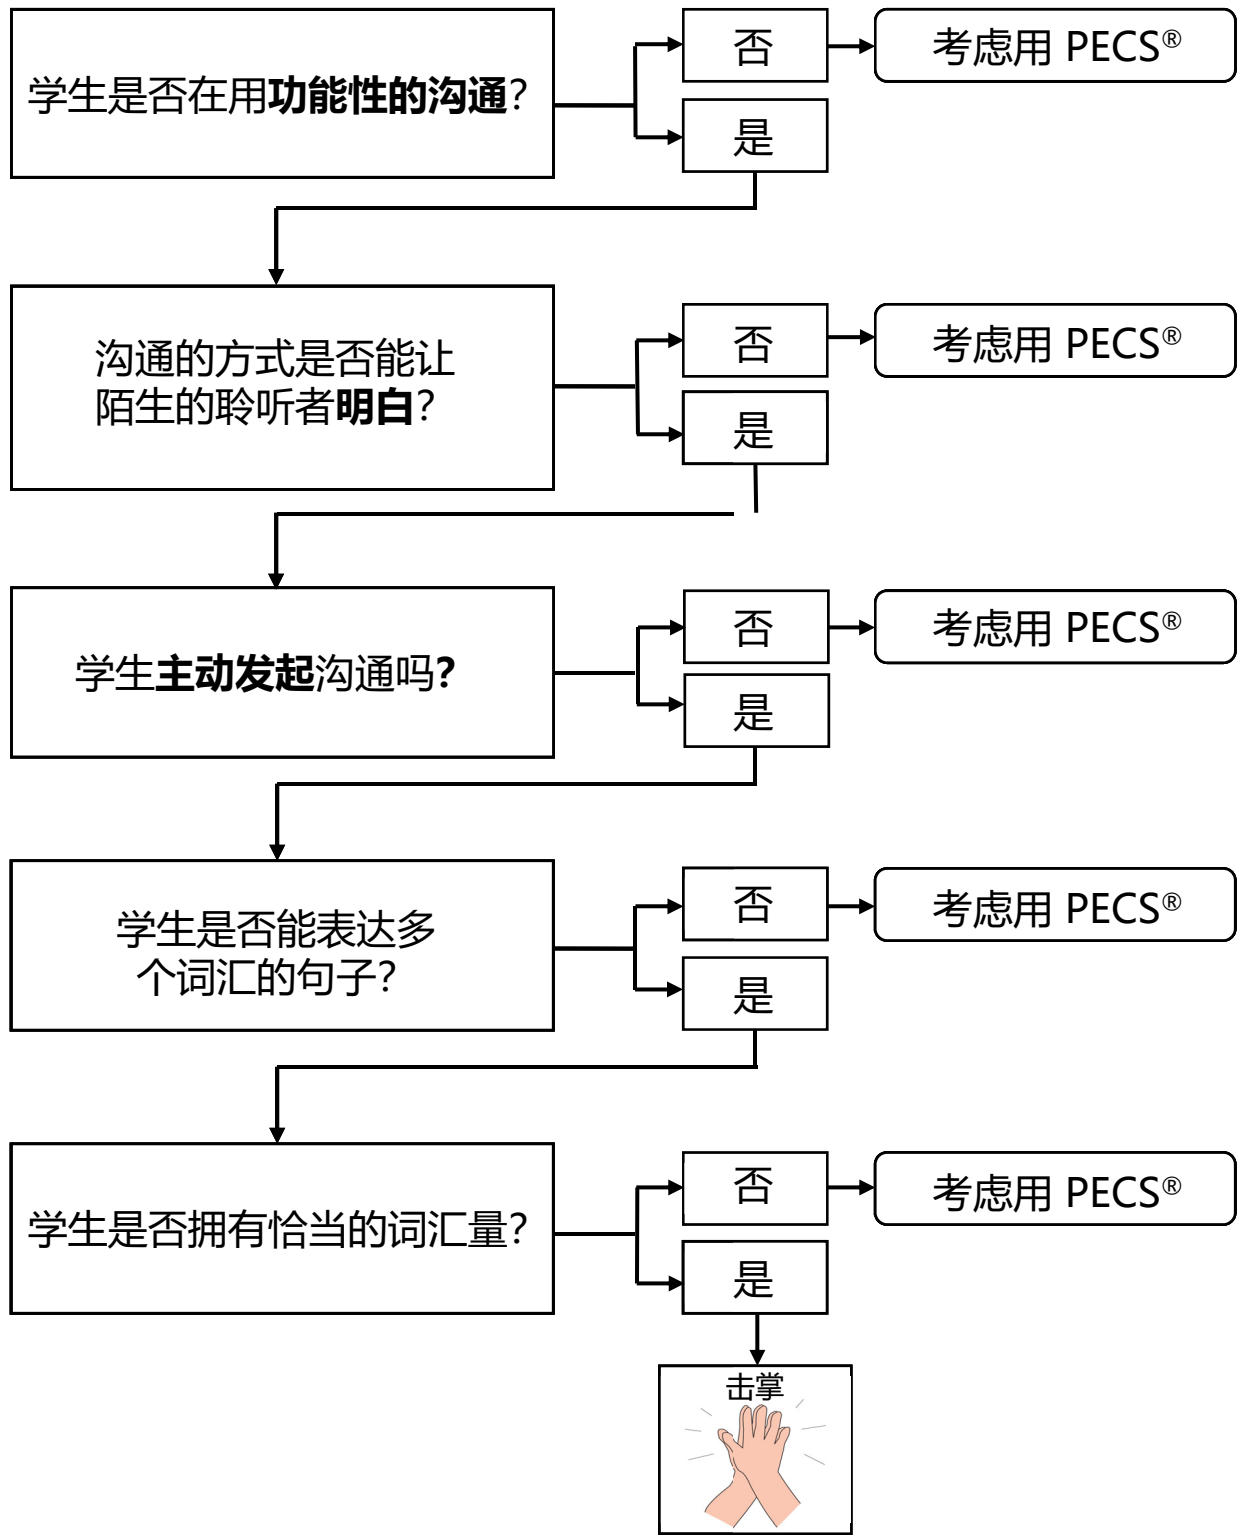 学生是否在用功能性的沟通?
否
考虑用 PECS®
是
沟通的方式是否能让
陌生的聆听者明白?
否
考虑用 PECS®
是
学生主动发起沟通吗?
否
考虑用 PECS®
是
学生是否能表达多
个词汇的句子?
否
考虑用 PECS®
是
学生是否拥有恰当的词汇量?
否
考虑用 PECS®
是
击掌